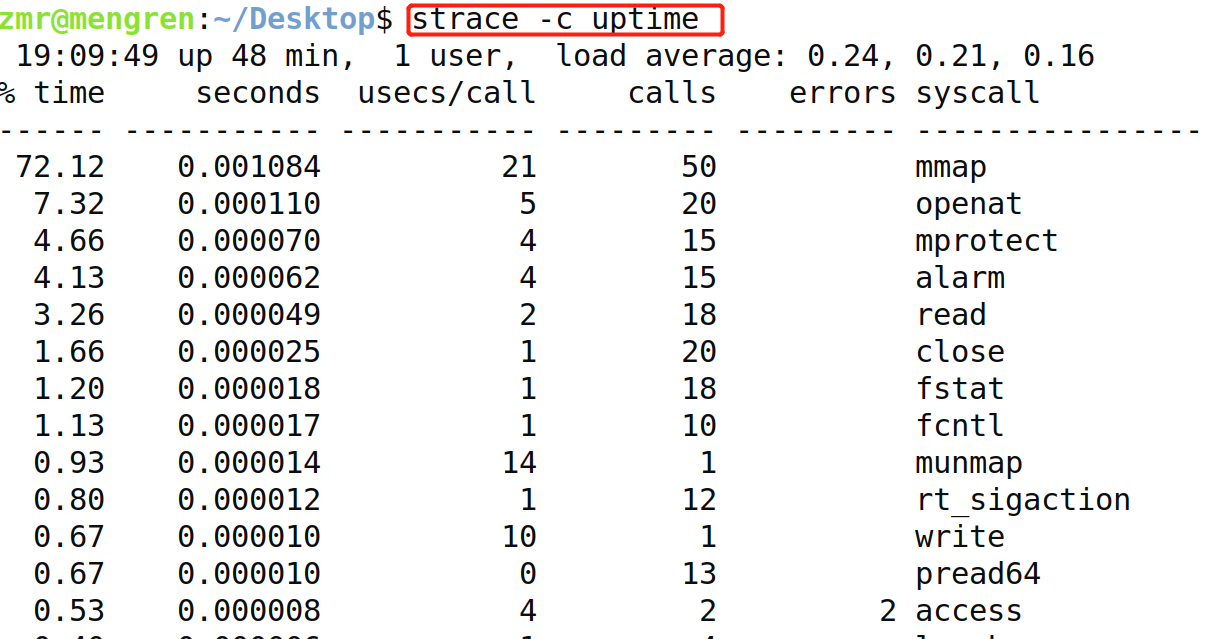 zmr@mengren:~/Desktop$ strace -c uptime
 19:09:49 up 48 min,  1 user,  load average: 0.24, 0.21, 0.16
% time     seconds  usecs/call     calls    errors syscall
------ ----------- ----------- --------- --------- ----------------
 72.12    0.001084          21        50           mmap
  7.32    0.000110           5        20           openat
  4.66    0.000070           4        15           mprotect
  4.13    0.000062           4        15           alarm
  3.26    0.000049           2        18           read
  1.66    0.000025           1        20           close
  1.20    0.000018           1        18           fstat
  1.13    0.000017           1        10           fcntl
  0.93    0.000014          14         1           munmap
  0.80    0.000012           1        12           rt_sigaction
  0.67    0.000010          10         1           write
  0.67    0.000010           0        13           pread64
  0.53    0.000008           4         2         2 access